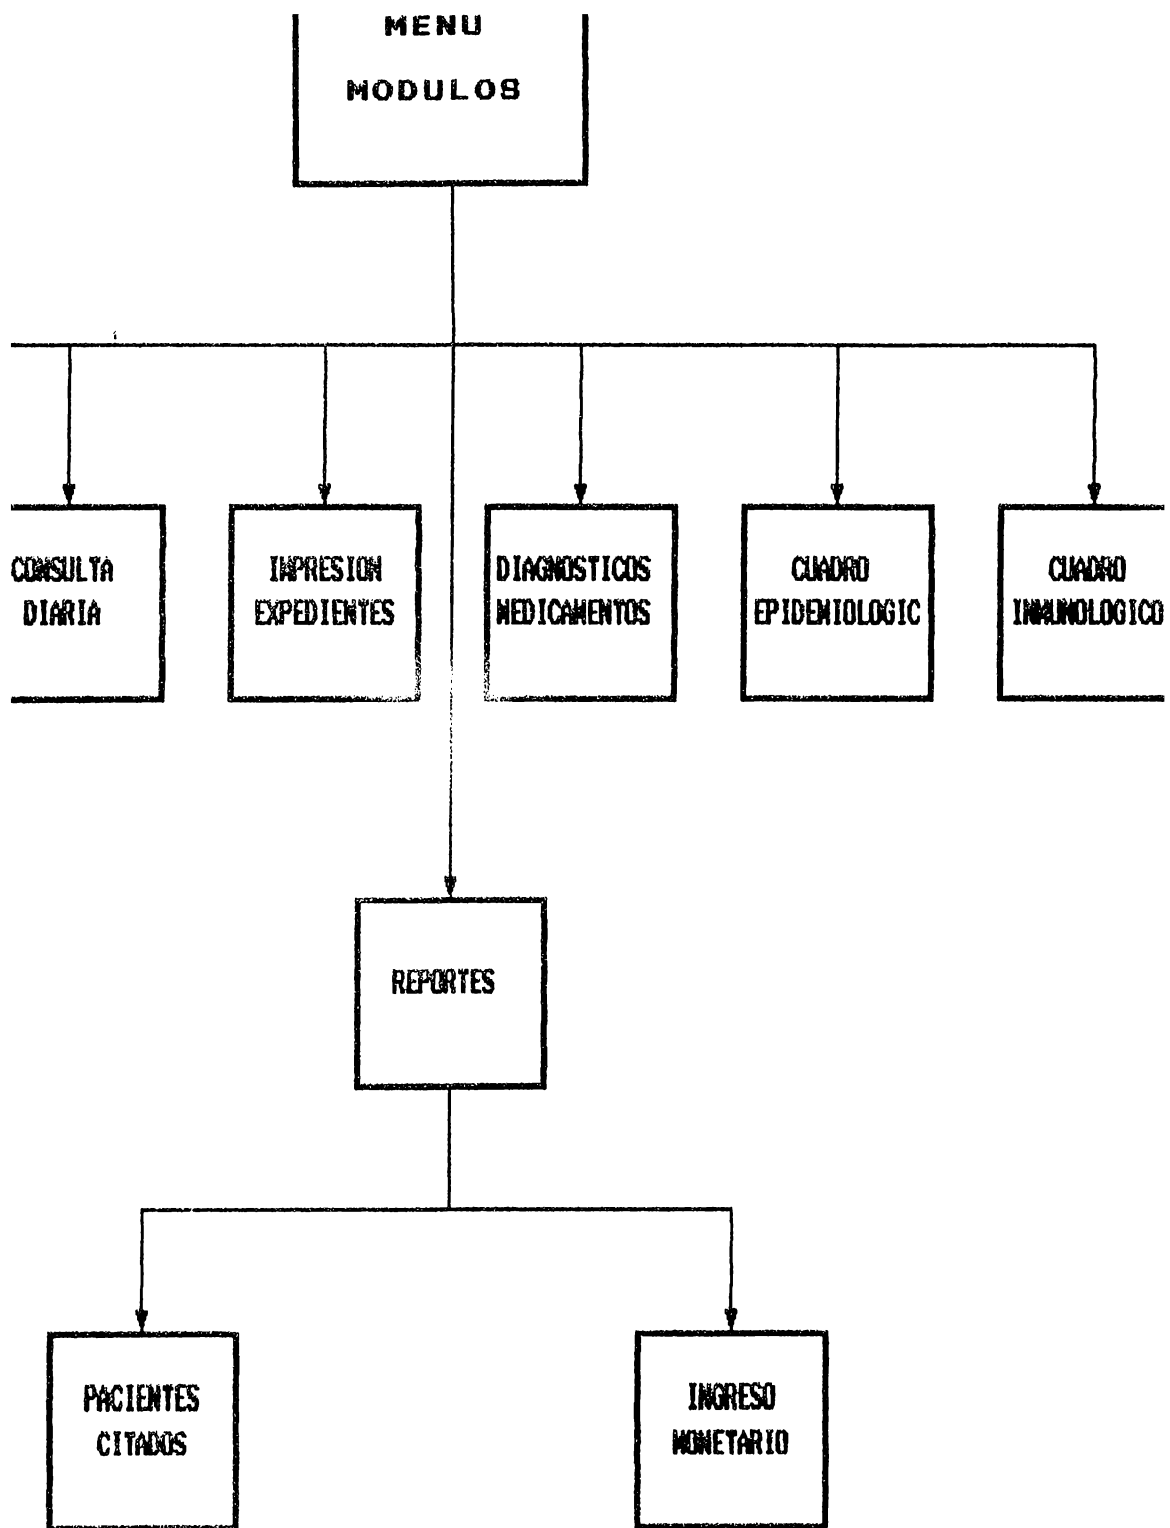 MENU
MODULOS
CONSULTA
DIARIA
IMPRESION
EXPEDIENTES
DIAGNOSTICOS
MEDICAMENTOS
CUADRO
EPIDEMIOLOGIC
CUADRO
INMUNOLOGICO
REPORTES
PACIENTES
CITADOS
INGRESO
MONETARIO